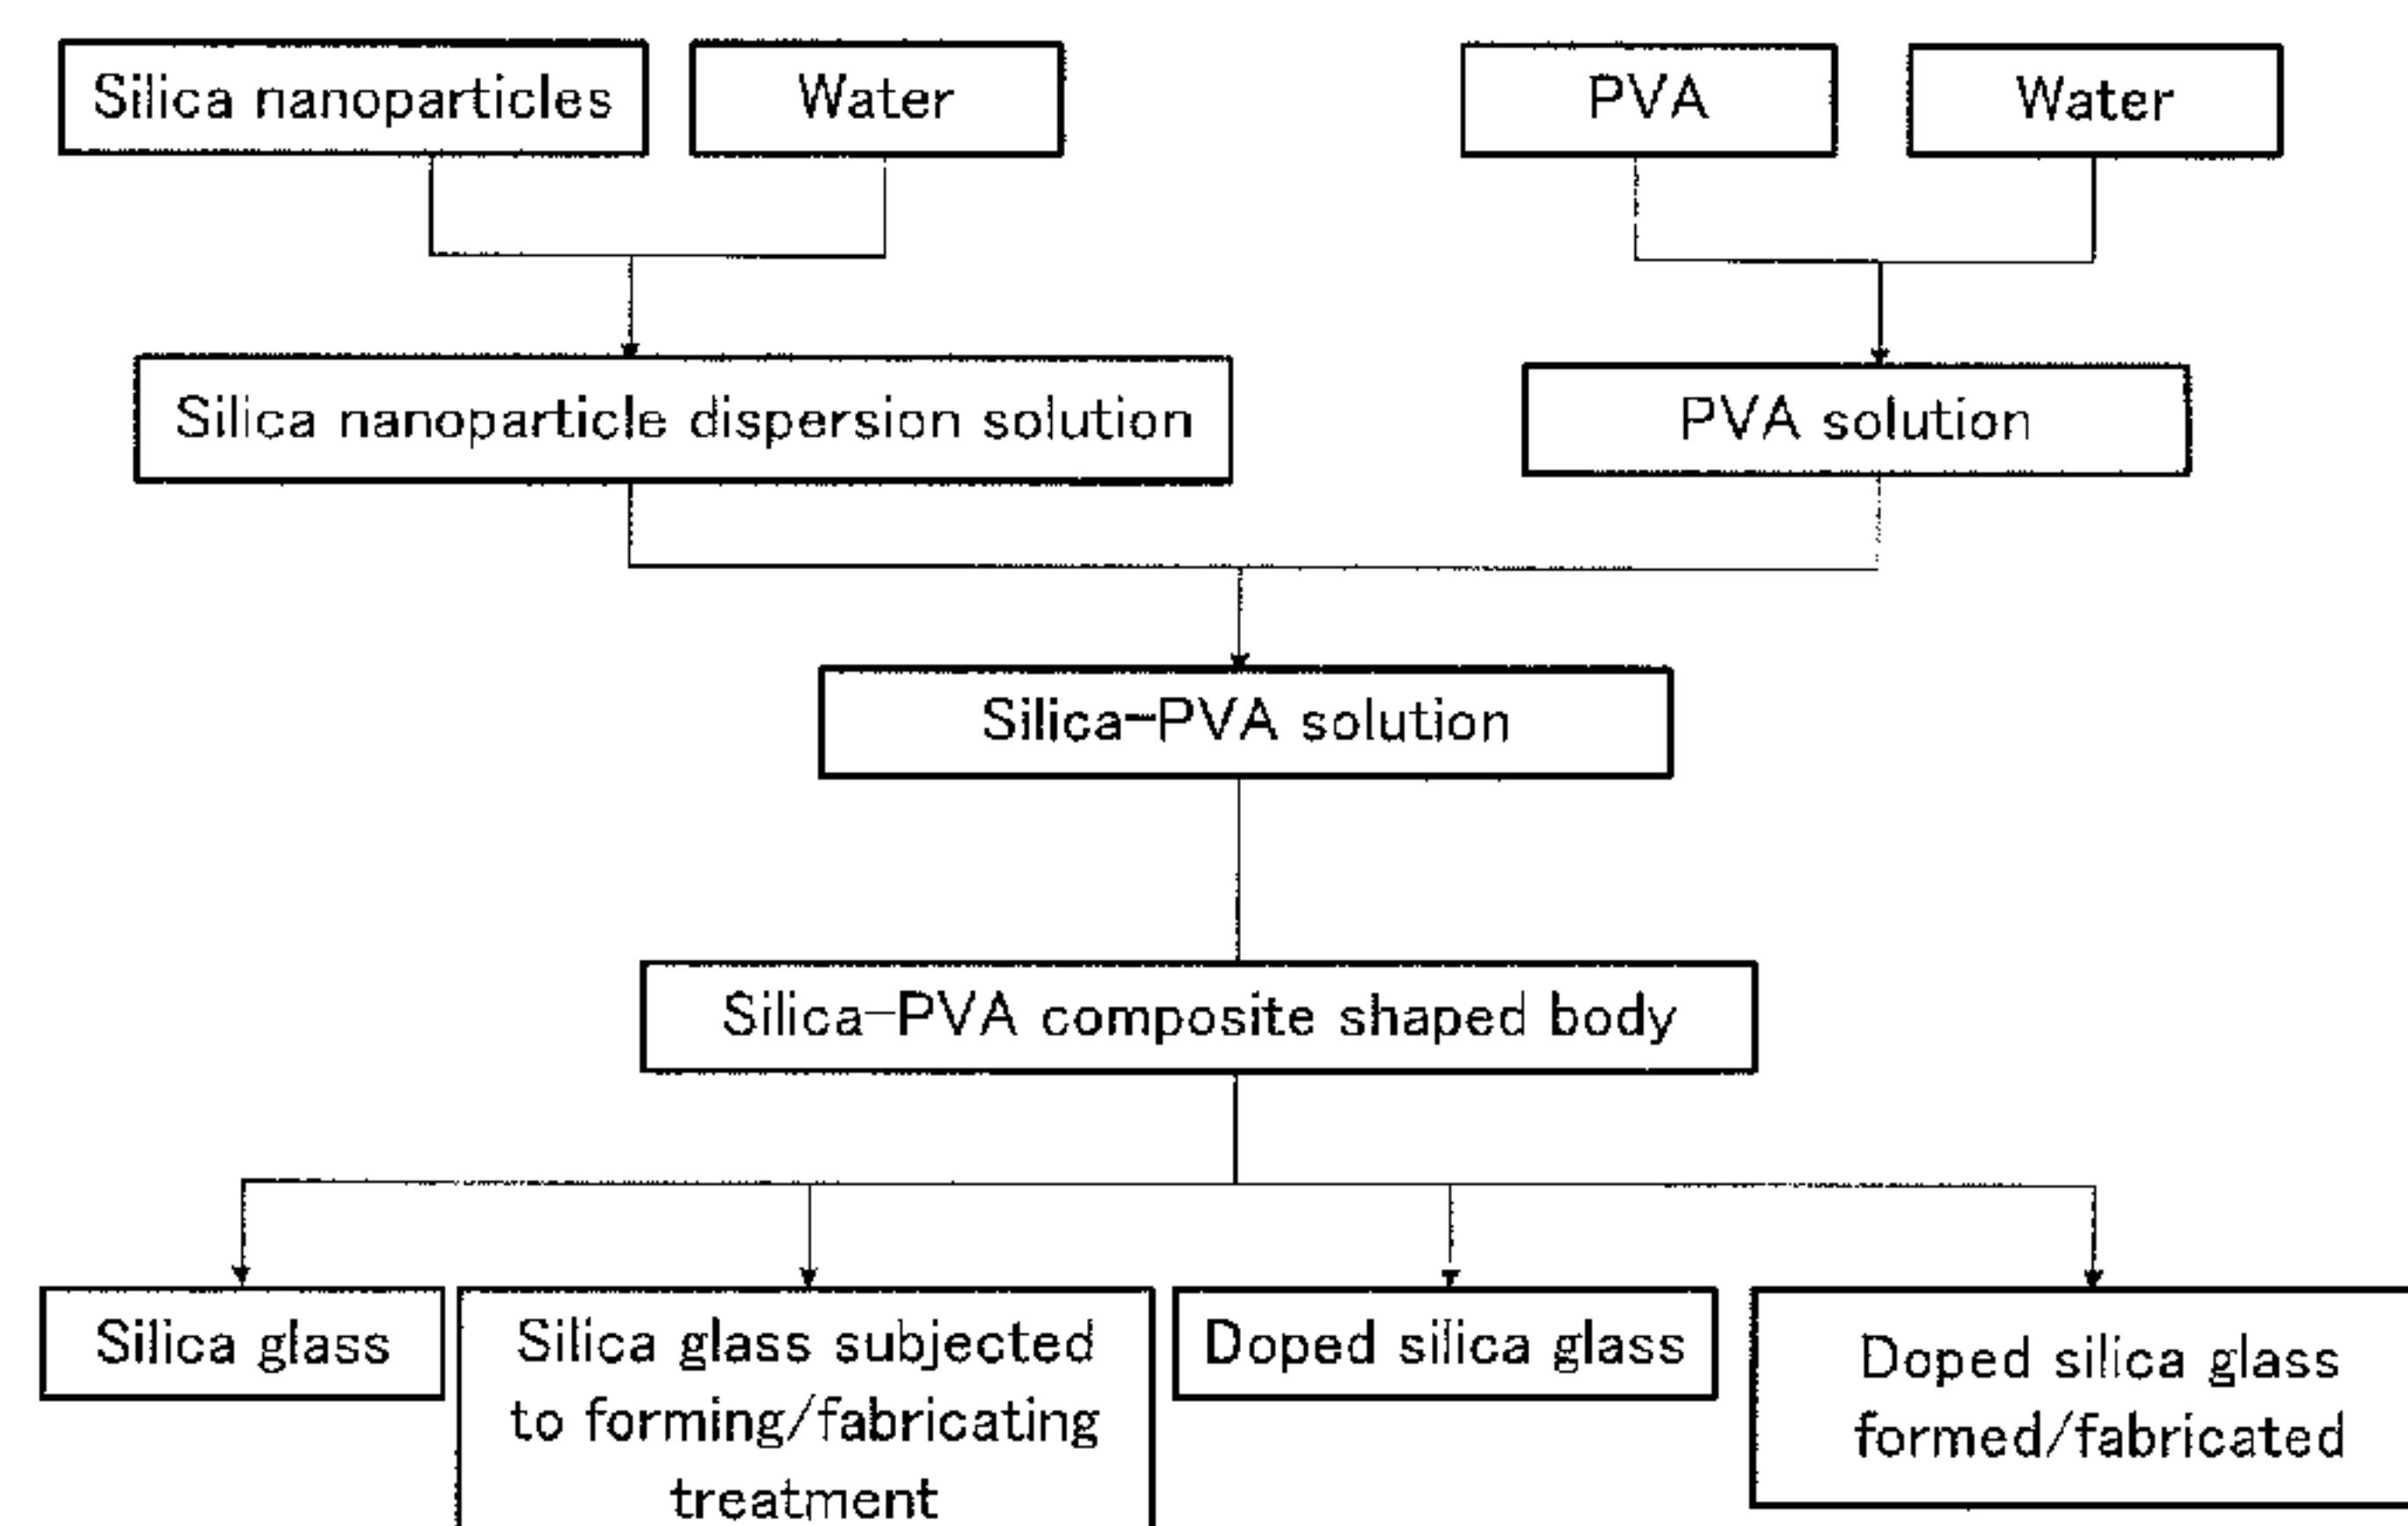 Silica nanoparticles
Water
PVA
Water
Silica nanoparticle dispersion solution
PVA solution
Silica-PVA solution
Silica-PVA composite shaped body
Silica glass
Silica glass subjected
to forming/fabricating
treatment
Doped silica glass
Doped silica glass
formed/fabricated